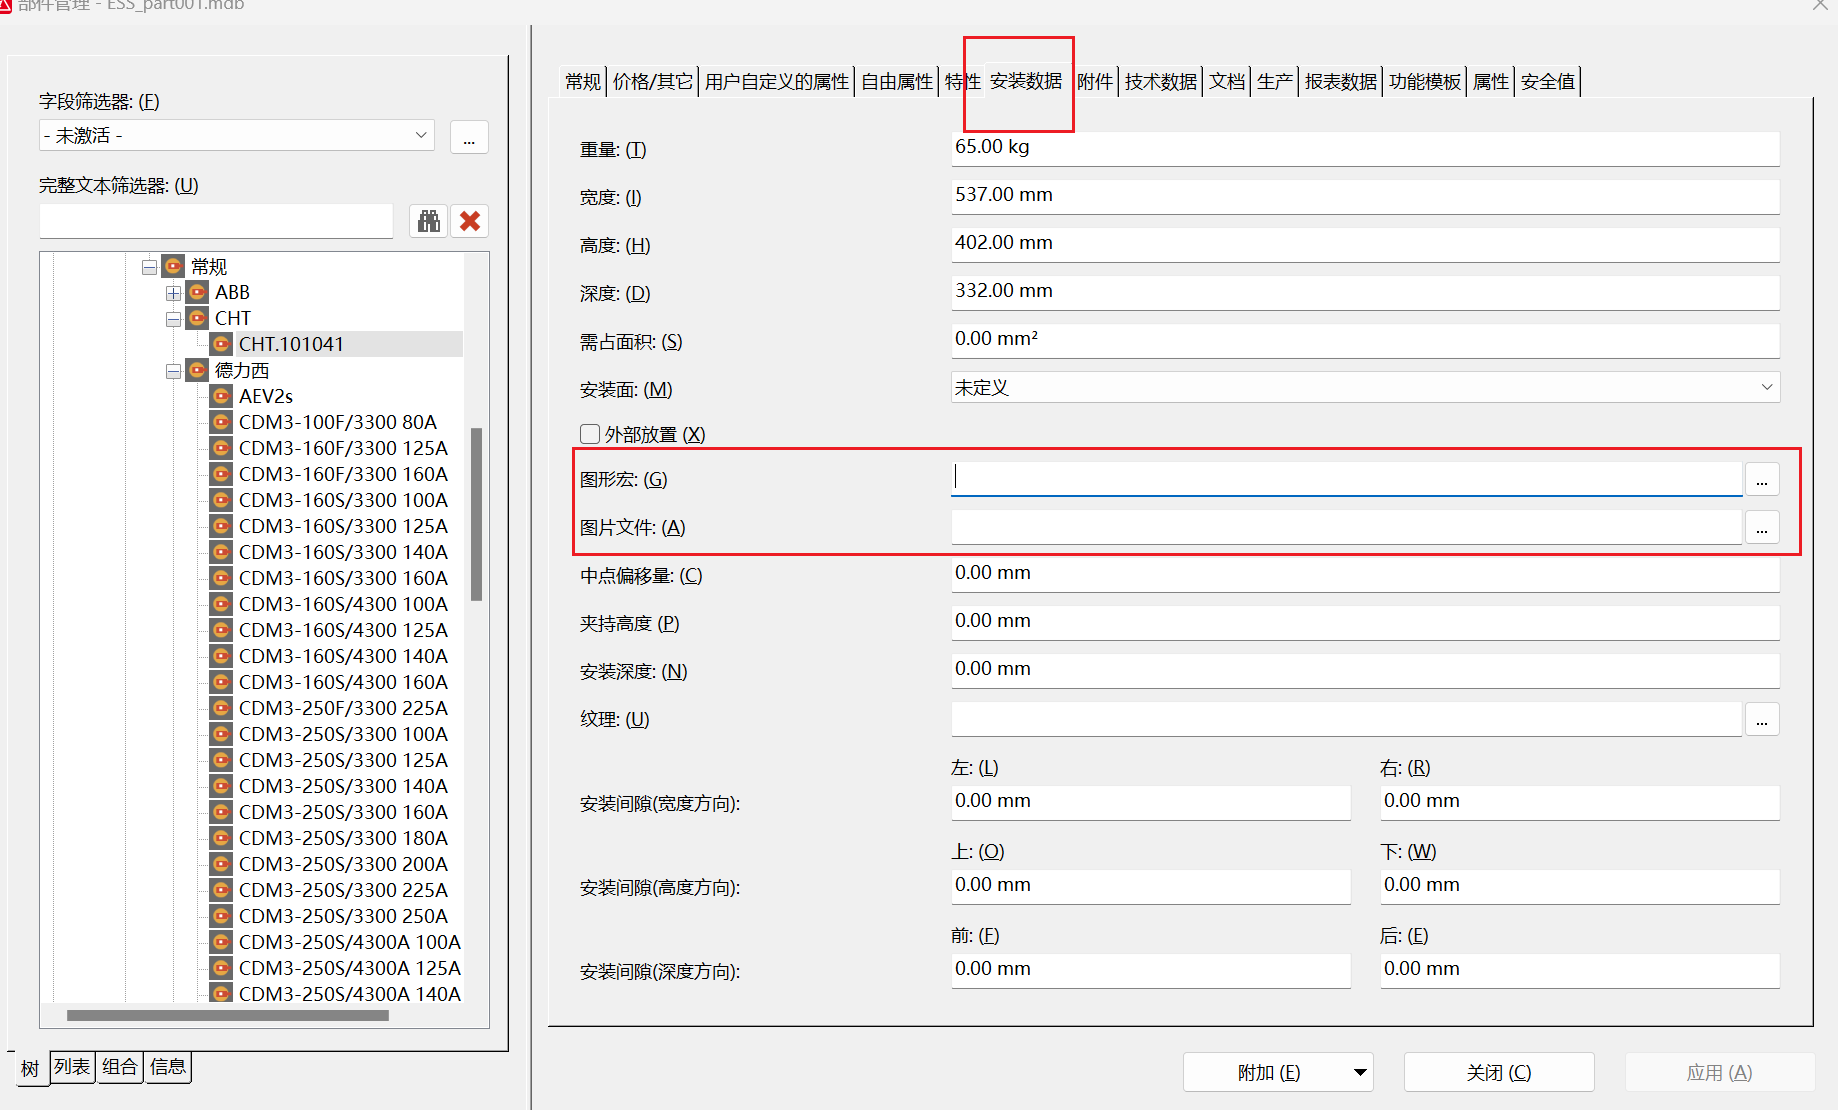 部件管理 - ESS_part001.mdb
字段筛选器: (F)
- 未激活 -
...
完整文本筛选器: (U)
常规
ABB
CHT
CHT.101041
德力西
AEV2s
CDM3-100F/3300 80A
CDM3-160F/3300 125A
CDM3-160F/3300 160A
CDM3-160S/3300 100A
CDM3-160S/3300 125A
CDM3-160S/3300 140A
CDM3-160S/3300 160A
CDM3-160S/4300 100A
CDM3-160S/4300 125A
CDM3-160S/4300 140A
CDM3-160S/4300 160A
CDM3-250F/3300 225A
CDM3-250S/3300 100A
CDM3-250S/3300 125A
CDM3-250S/3300 140A
CDM3-250S/3300 160A
CDM3-250S/3300 180A
CDM3-250S/3300 200A
CDM3-250S/3300 225A
CDM3-250S/3300 250A
CDM3-250S/4300A 100A
CDM3-250S/4300A 125A
CDM3-250S/4300A 140A
树 列表 组合 信息
常规 价格/其它 用户自定义的属性 自由属性 特性 安装数据 附件 技术数据 文档 生产 报表数据 功能模板 属性 安全值
重量: (T) 65.00 kg
宽度: (I) 537.00 mm
高度: (H) 402.00 mm
深度: (D) 332.00 mm
需占面积: (S) 0.00 mm²
安装面: (M) 未定义
外部放置 (X)
图形宏: (G) ...
图片文件: (A) ...
中点偏移量: (C) 0.00 mm
夹持高度 (P) 0.00 mm
安装深度: (N) 0.00 mm
纹理: (U) ...
左: (L) 右: (R)
安装间隙(宽度方向): 0.00 mm 0.00 mm
上: (O) 下: (W)
安装间隙(高度方向): 0.00 mm 0.00 mm
前: (F) 后: (E)
安装间隙(深度方向): 0.00 mm 0.00 mm
附加 (E) 关闭 (C) 应用 (A)